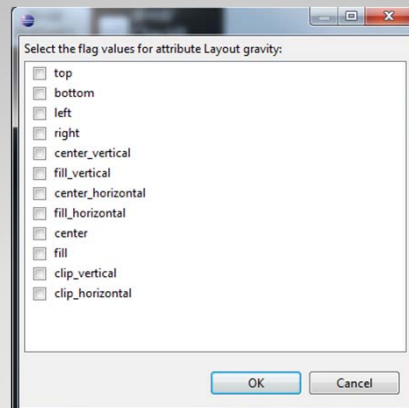 Select the flag values for attribute Layout gravity:
top
bottom
left
right
center_vertical
fill_vertical
center_horizontal
fill_horizontal
center
fill
clip_vertical
clip_horizontal
OK
Cancel